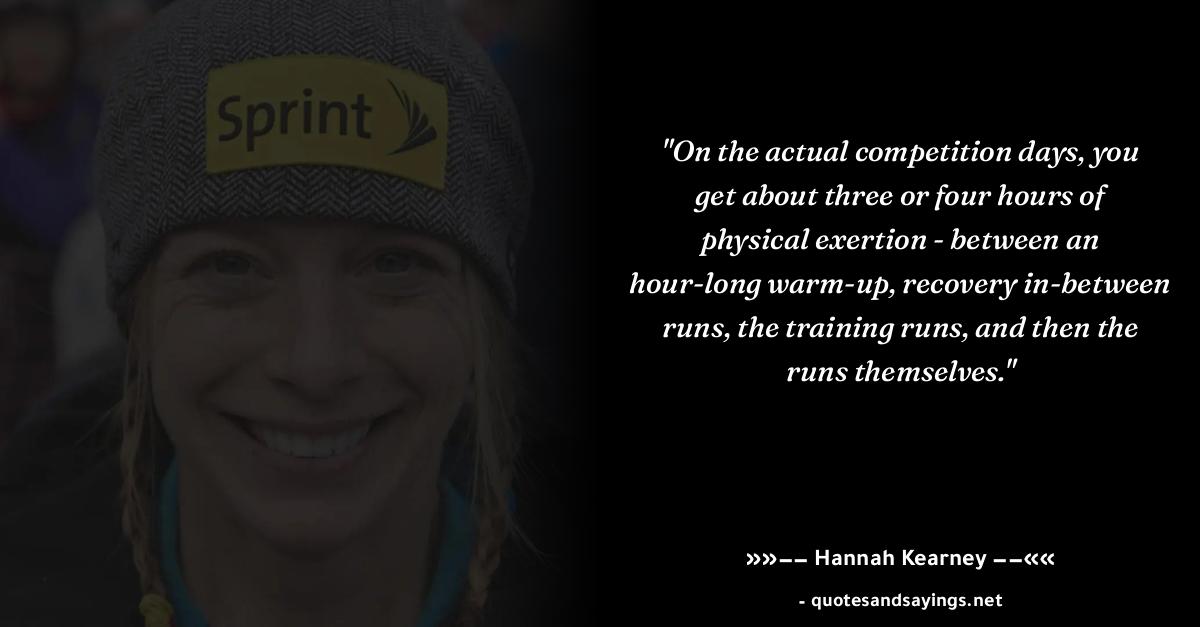 Sprint
"On the actual competition days, you
get about three or four hours of
physical exertion - between an
hour-long warm-up, recovery in-between
runs, the training runs, and then the
runs themselves."
»»–– Hannah Kearney ––««
- quotesandsayings.net